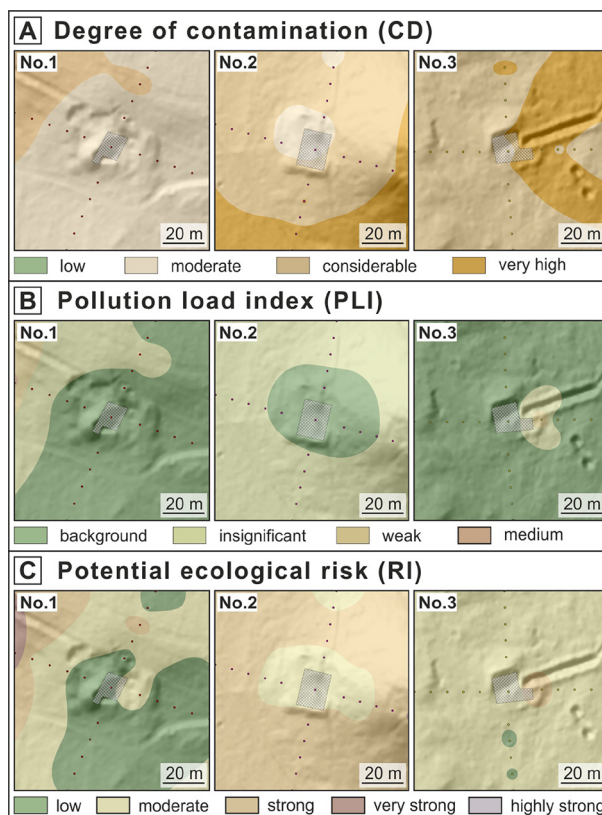 A Degree of contamination (CD)
No.1 No.2 No.3
20 m 20 m 20 m
low moderate considerable very high
B Pollution load index (PLI)
No.1 No.2 No.3
20 m 20 m 20 m
background insignificant weak medium
C Potential ecological risk (RI)
No.1 No.2 No.3
20 m 20 m 20 m
low moderate strong very strong highly strong